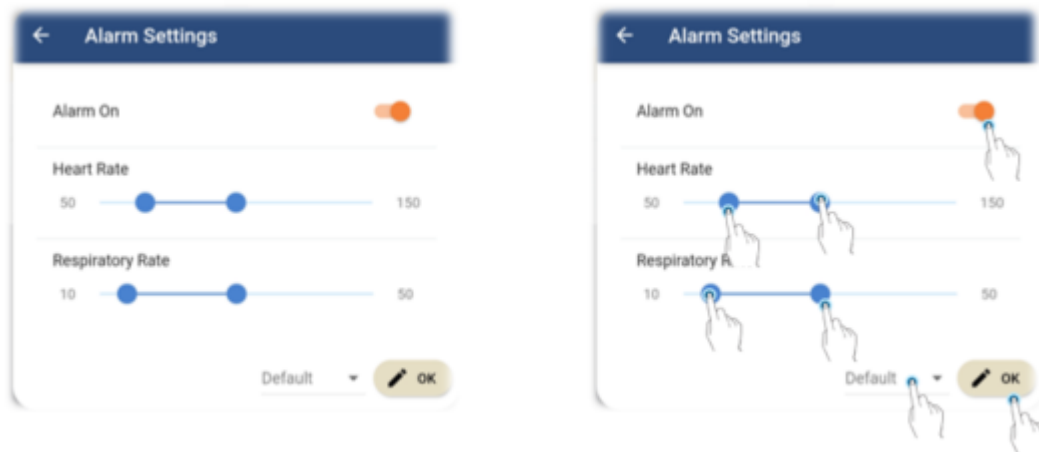 Alarm Settings
Alarm On
Heart Rate
50 150
Respiratory Rate
10 50
Default OK
Alarm Settings
Alarm On
Heart Rate
50 150
Respiratory R
10 50
Default OK